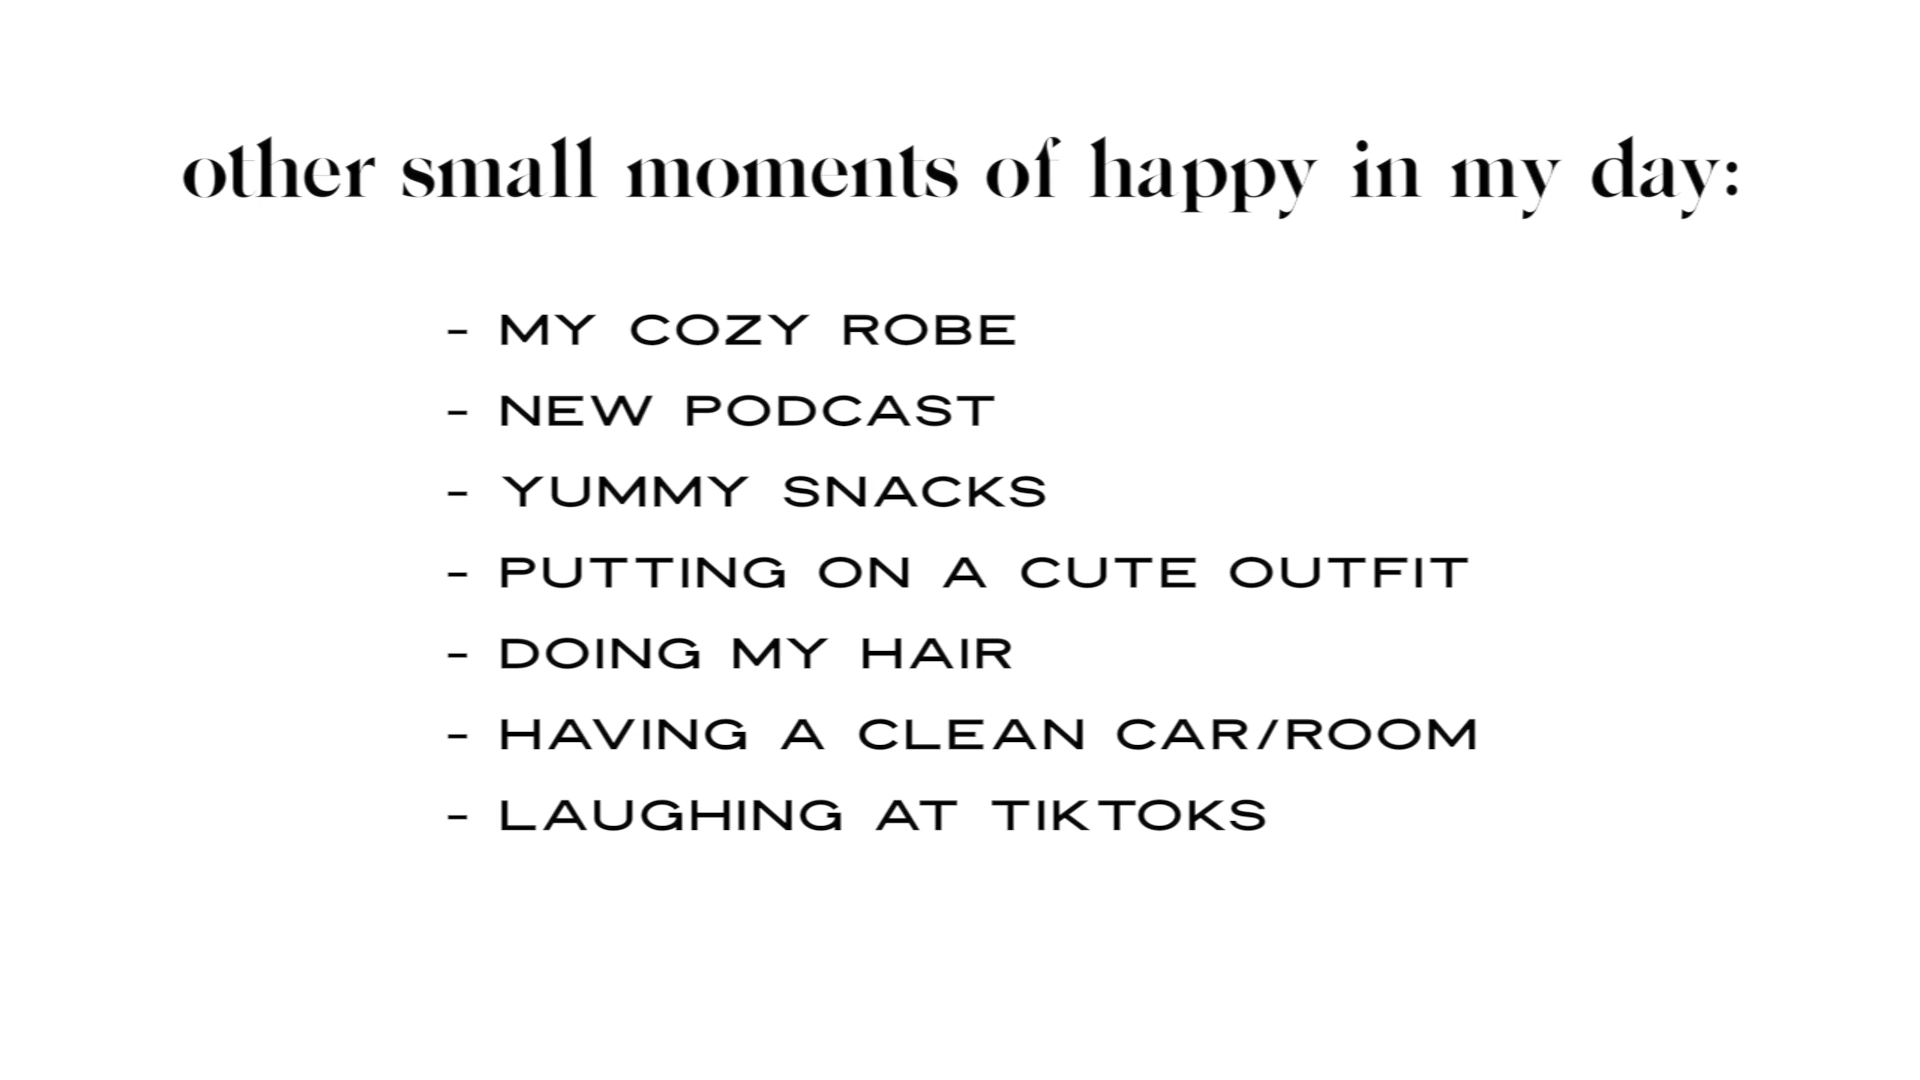 other small moments of happy in my day:
- MY COZY ROBE
- NEW PODCAST
- YUMMY SNACKS
- PUTTING ON A CUTE OUTFIT
- DOING MY HAIR
- HAVING A CLEAN CAR/ROOM
- LAUGHING AT TIKTOKS